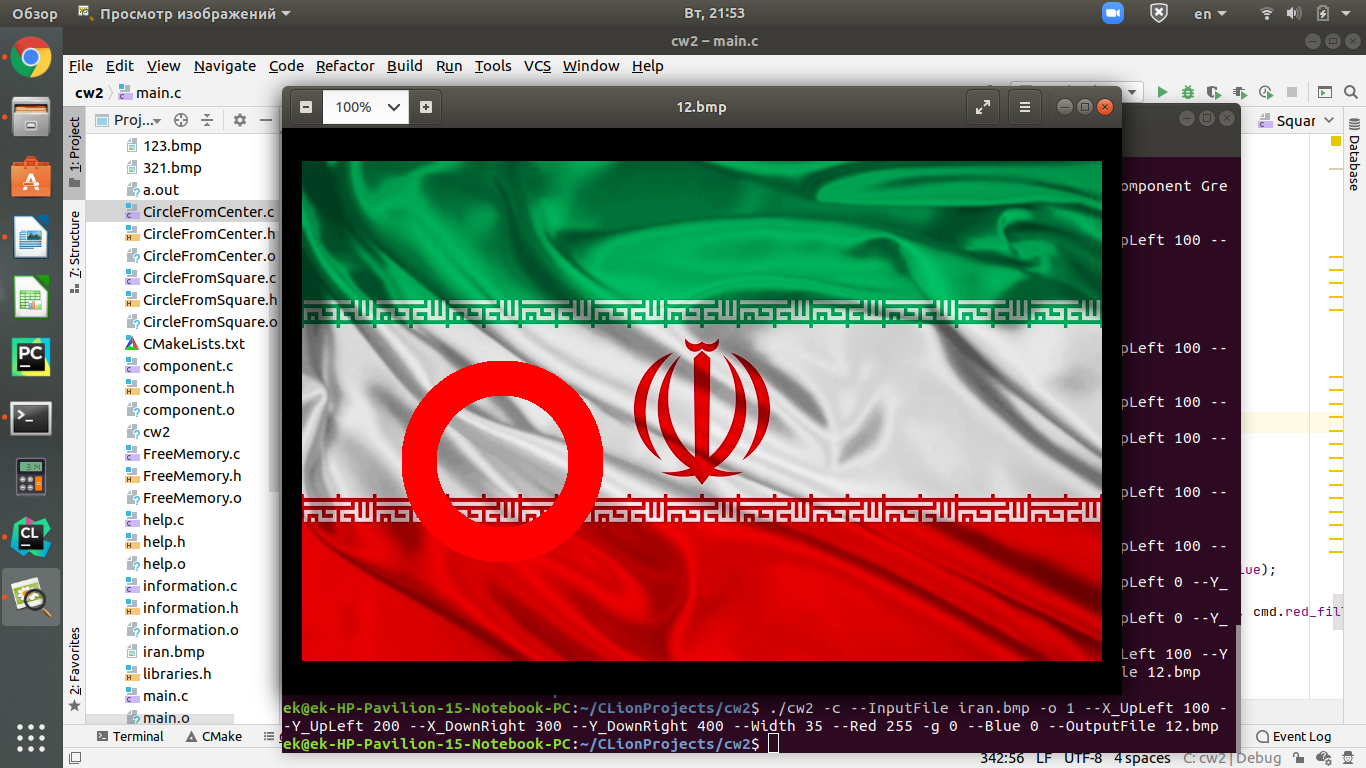 Обзор
Просмотр изображений
Вт, 21:53
en
cw2 – main.c
File Edit View Navigate Code Refactor Build Run Tools VCS Window Help
cw2 main.c
100%
12.bmp
1: Project
7: Structure
2: Favorites
Proj...
123.bmp
321.bmp
a.out
CircleFromCenter.c
CircleFromCenter.h
CircleFromCenter.o
CircleFromSquare.c
CircleFromSquare.h
CircleFromSquare.o
CMakeLists.txt
component.c
component.h
component.o
cw2
FreeMemory.c
FreeMemory.h
FreeMemory.o
help.c
help.h
help.o
information.c
information.h
information.o
iran.bmp
libraries.h
main.c
main.o
Squar
Database
omponent Gre
pLeft 100 --
pLeft 100 --
pLeft 100 --
pLeft 100 --
pLeft 100 --
pLeft 100 --
pLeft 0 --Y_
pLeft 0 --Y_
Left 100 --Y
le 12.bmp
lue);
cmd.red_fil
ek@ek-HP-Pavilion-15-Notebook-PC:~/CLionProjects/cw2$ ./cw2 -c --InputFile iran.bmp -o 1 --X_UpLeft 100 -
-Y_UpLeft 200 --X_DownRight 300 --Y_DownRight 400 --Width 35 --Red 255 -g 0 --Blue 0 --OutputFile 12.bmp
ek@ek-HP-Pavilion-15-Notebook-PC:~/CLionProjects/cw2$
Terminal
CMake
Event Log
342:56 LF UTF-8 4 spaces C: cw2 | Debug